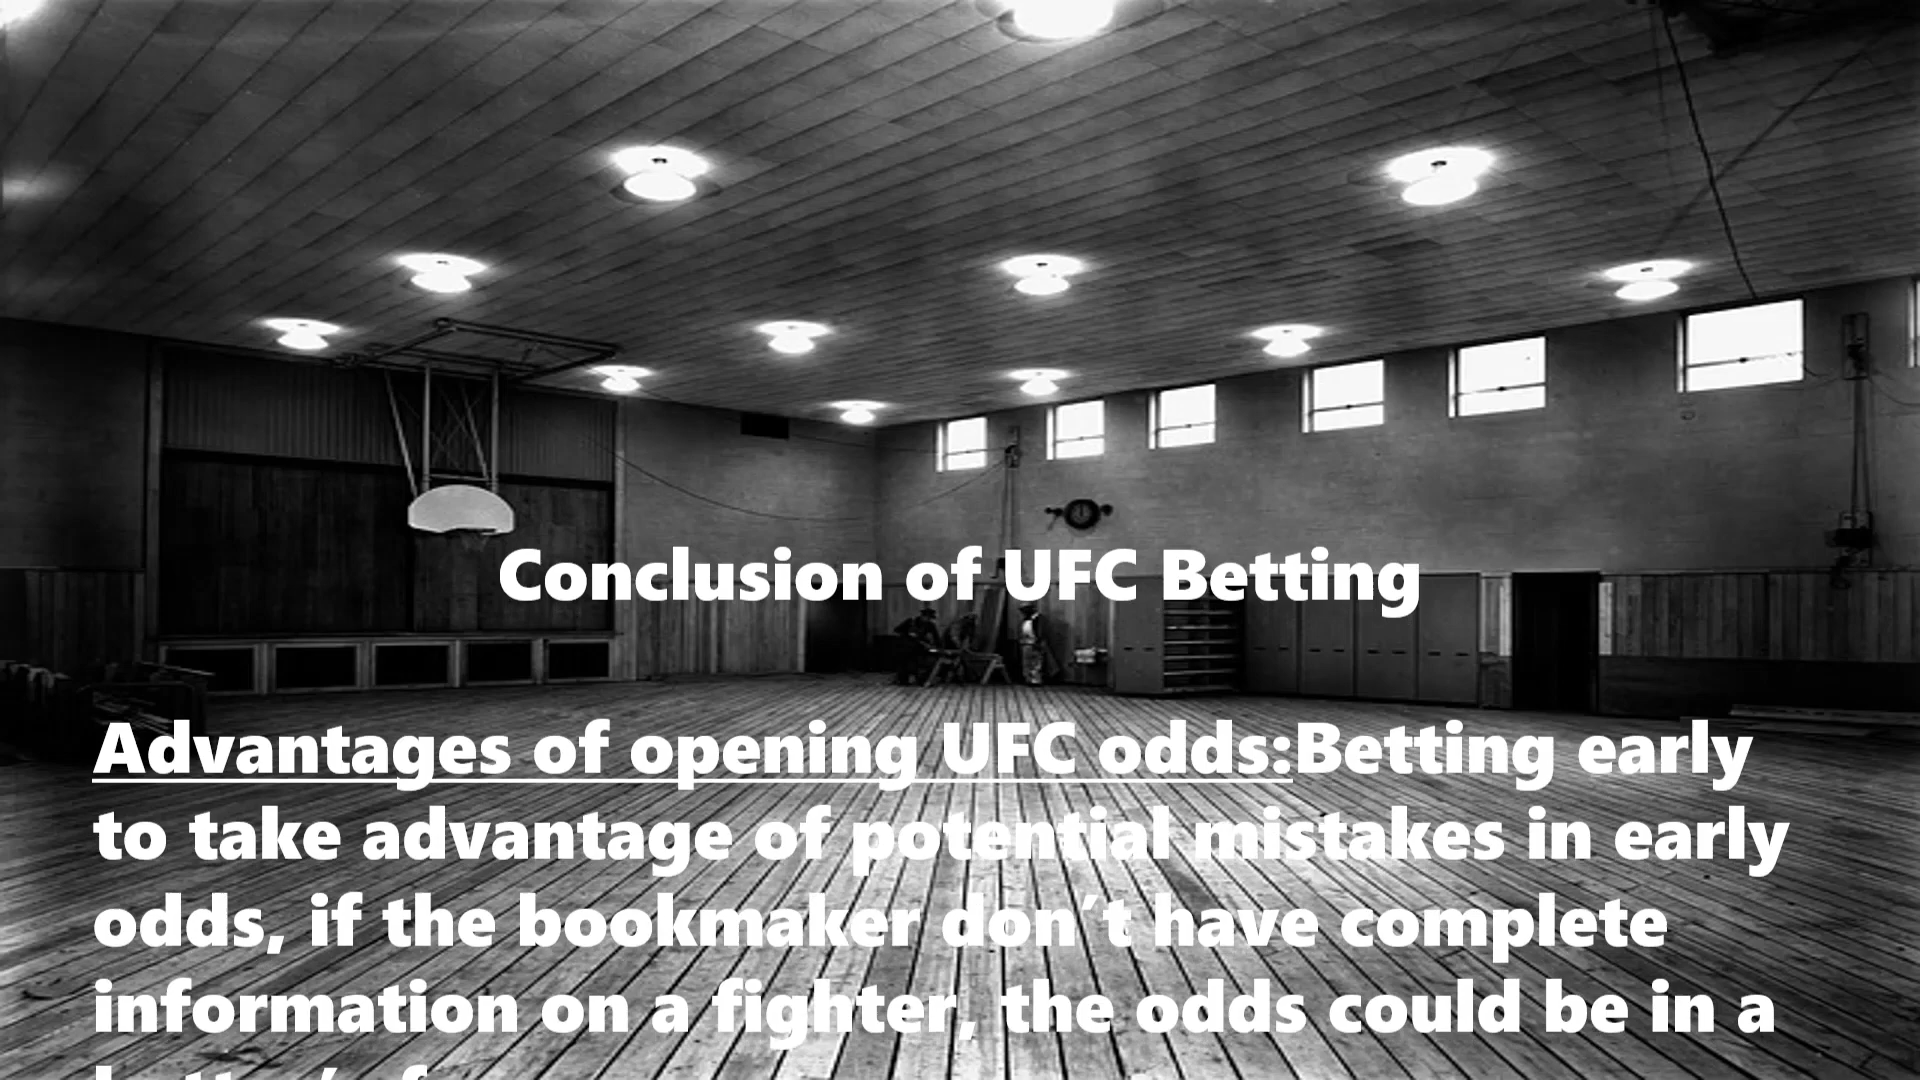 Conclusion of UFC Betting
Advantages of opening UFC odds:Betting early
to take advantage of potential mistakes in early
odds, if the bookmaker don’t have complete
information on a fighter, the odds could be in a